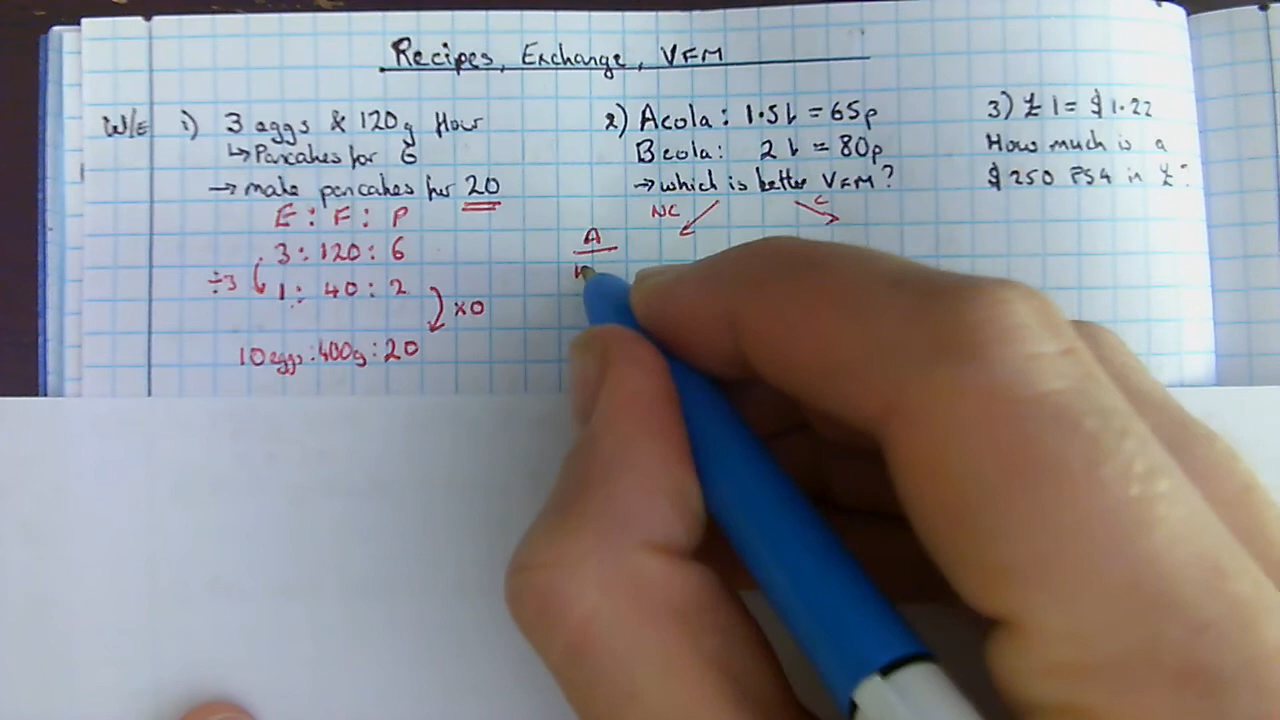 Recipes, Exchange, VFM
W/E 1) 3 eggs & 120g flour
↳ Pancakes for 6
→ make pancakes for 20
E : F : P
3 : 120 : 6
÷3
1 : 40 : 2
×10
10eggs : 400g : 20
2) A cola : 1.5l = 65p
B cola : 2l = 80p
→ which is better VFM?
NC
C
A
3) £1 = $1.22
How much is a
$250 PS4 in £?